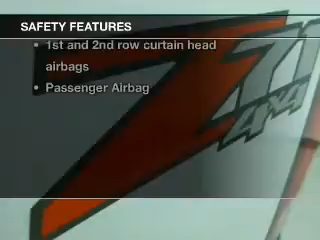 SAFETY FEATURES
• 1st and 2nd row curtain head
airbags
• Passenger Airbag
Z71
4x4